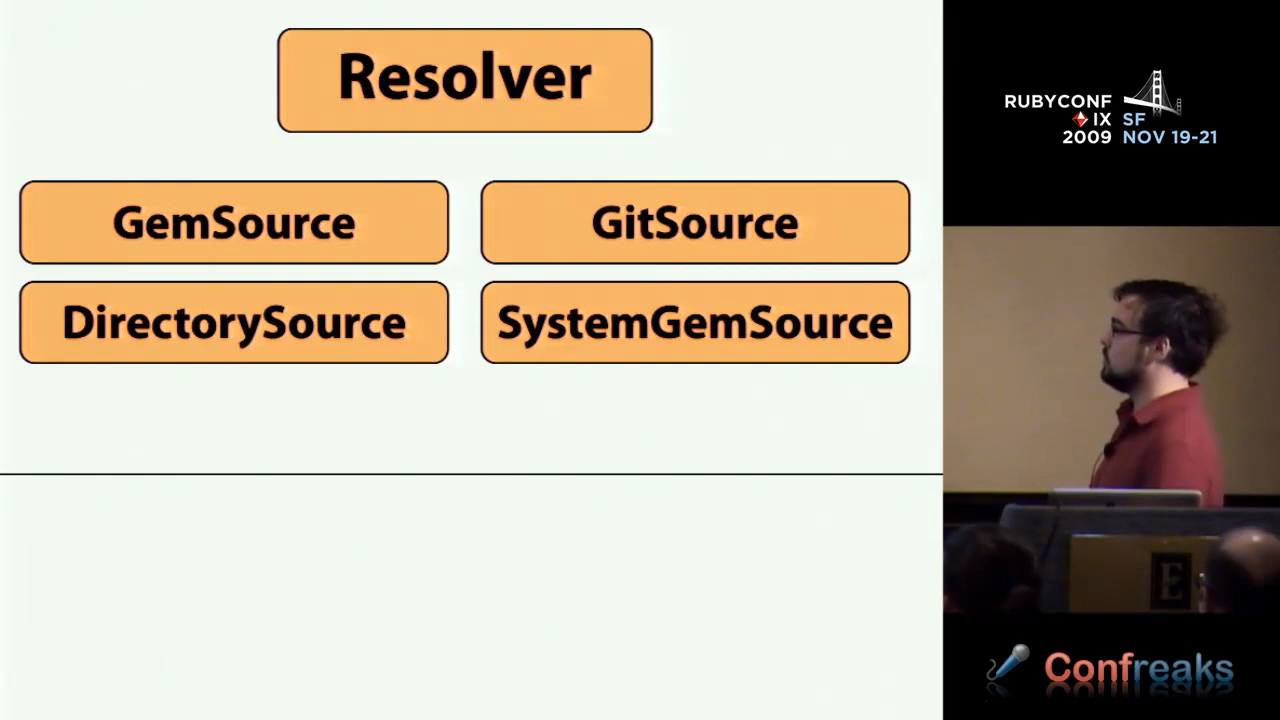 Resolver
GemSource
GitSource
DirectorySource
SystemGemSource
RUBYCONF
IX SF
2009 NOV 19-21
E
Confreaks